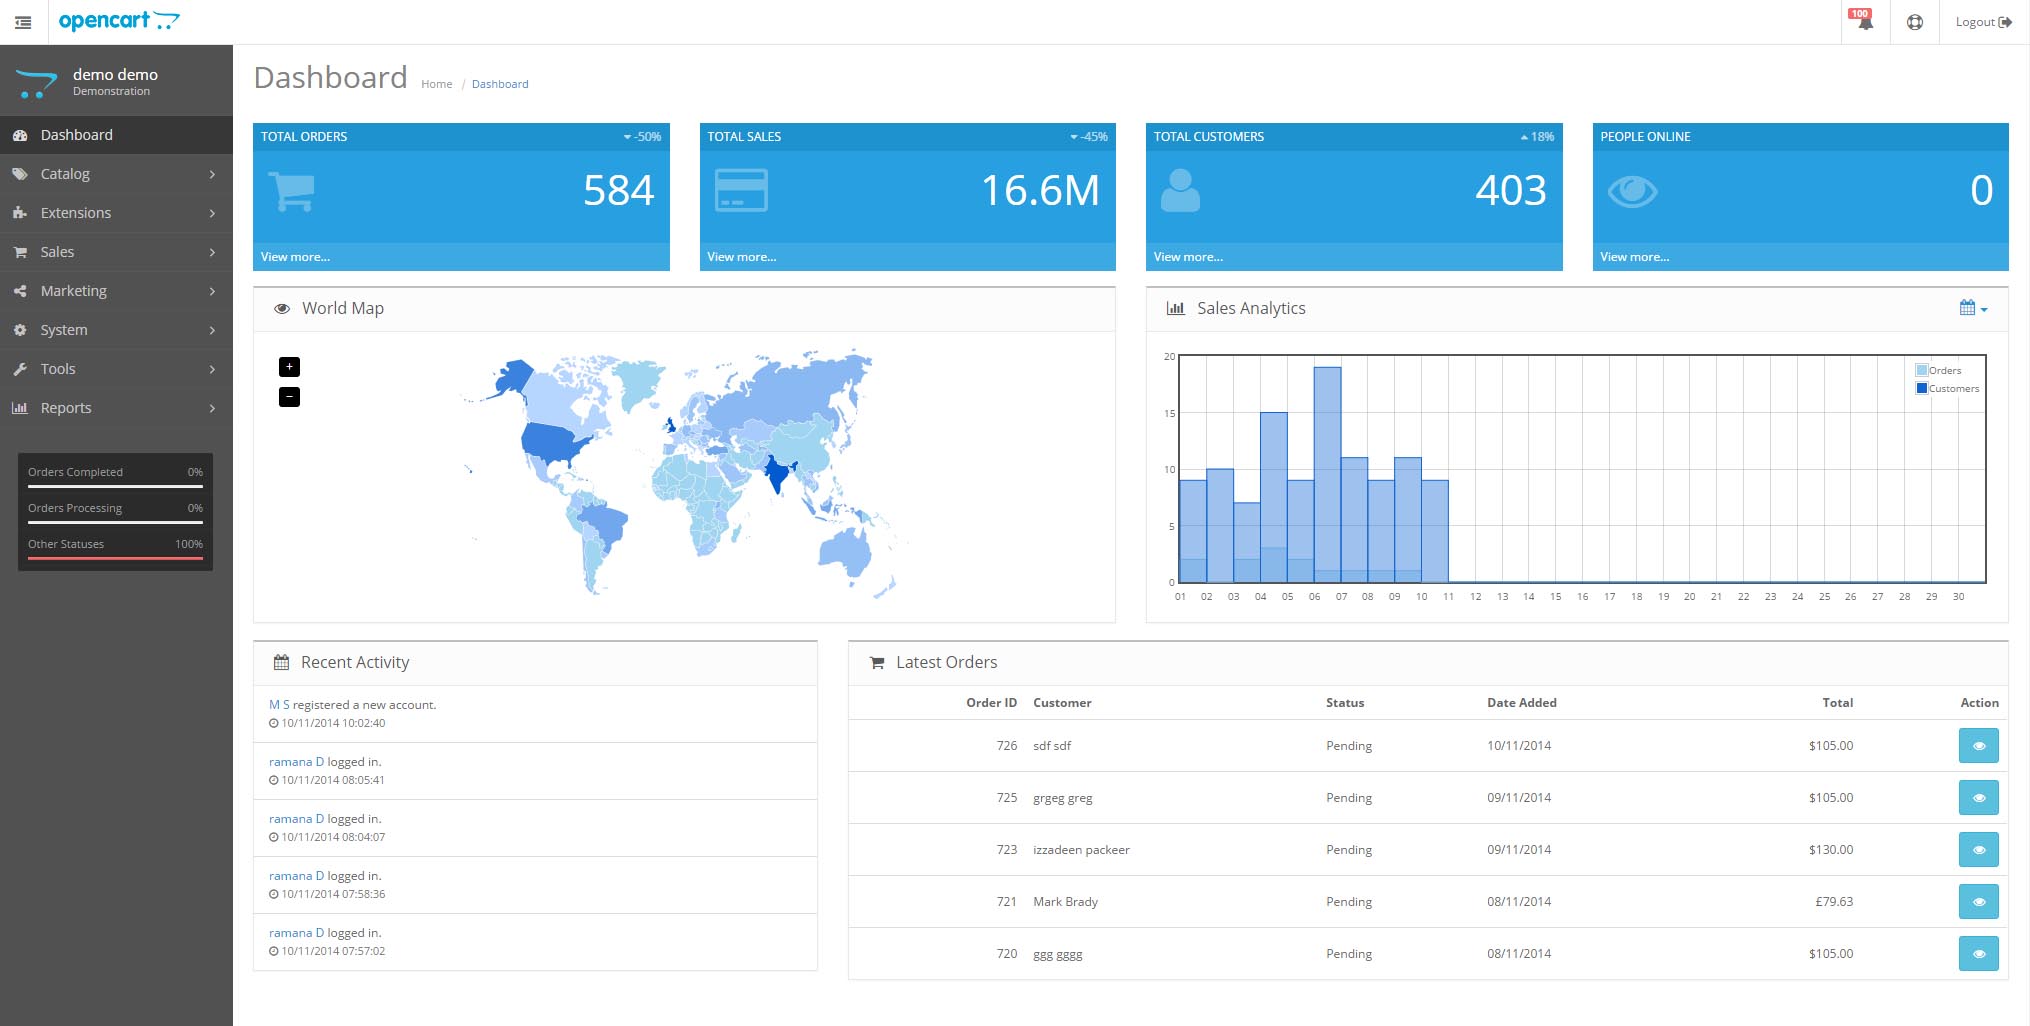 opencart
100
Logout
demo demo
Demonstration
Dashboard
Catalog
Extensions
Sales
Marketing
System
Tools
Reports
Orders Completed 0%
Orders Processing 0%
Other Statuses 100%
Dashboard Home / Dashboard
TOTAL ORDERS -50%
584
View more...
TOTAL SALES -45%
16.6M
View more...
TOTAL CUSTOMERS 18%
403
View more...
PEOPLE ONLINE
0
View more...
World Map
+
−
Sales Analytics
20
15
10
5
0
Orders
Customers
01 02 03 04 05 06 07 08 09 10 11 12 13 14 15 16 17 18 19 20 21 22 23 24 25 26 27 28 29 30
Recent Activity
M S registered a new account.
10/11/2014 10:02:40
ramana D logged in.
10/11/2014 08:05:41
ramana D logged in.
10/11/2014 08:04:07
ramana D logged in.
10/11/2014 07:58:36
ramana D logged in.
10/11/2014 07:57:02
Latest Orders
Order ID Customer Status Date Added Total Action
726 sdf sdf Pending 10/11/2014 $105.00
725 grgeg greg Pending 09/11/2014 $105.00
723 izzadeen packeer Pending 09/11/2014 $130.00
721 Mark Brady Pending 08/11/2014 £79.63
720 ggg gggg Pending 08/11/2014 $105.00